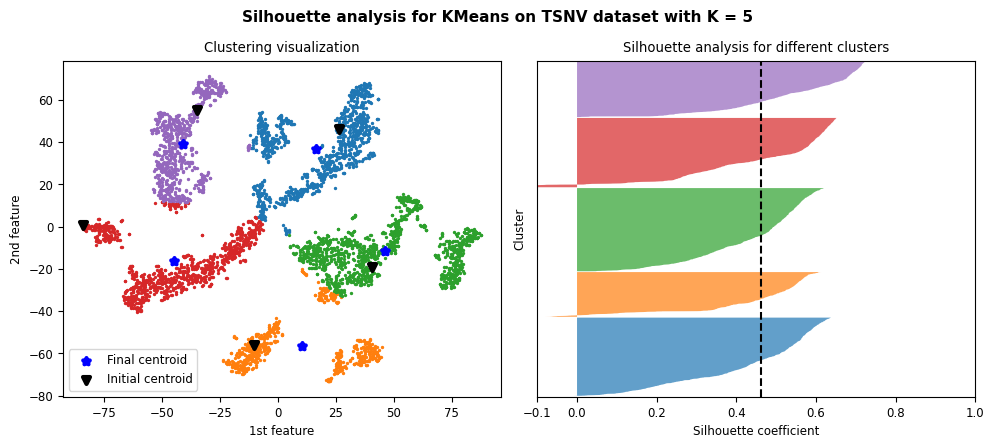 Silhouette analysis for KMeans on TSNV dataset with K = 5
Clustering visualization
2nd feature
60
40
20
0
−20
−40
−60
−80
Final centroid
Initial centroid
−75 −50 −25 0 25 50 75
1st feature
Silhouette analysis for different clusters
Cluster
−0.1 0.0 0.2 0.4 0.6 0.8 1.0
Silhouette coefficient